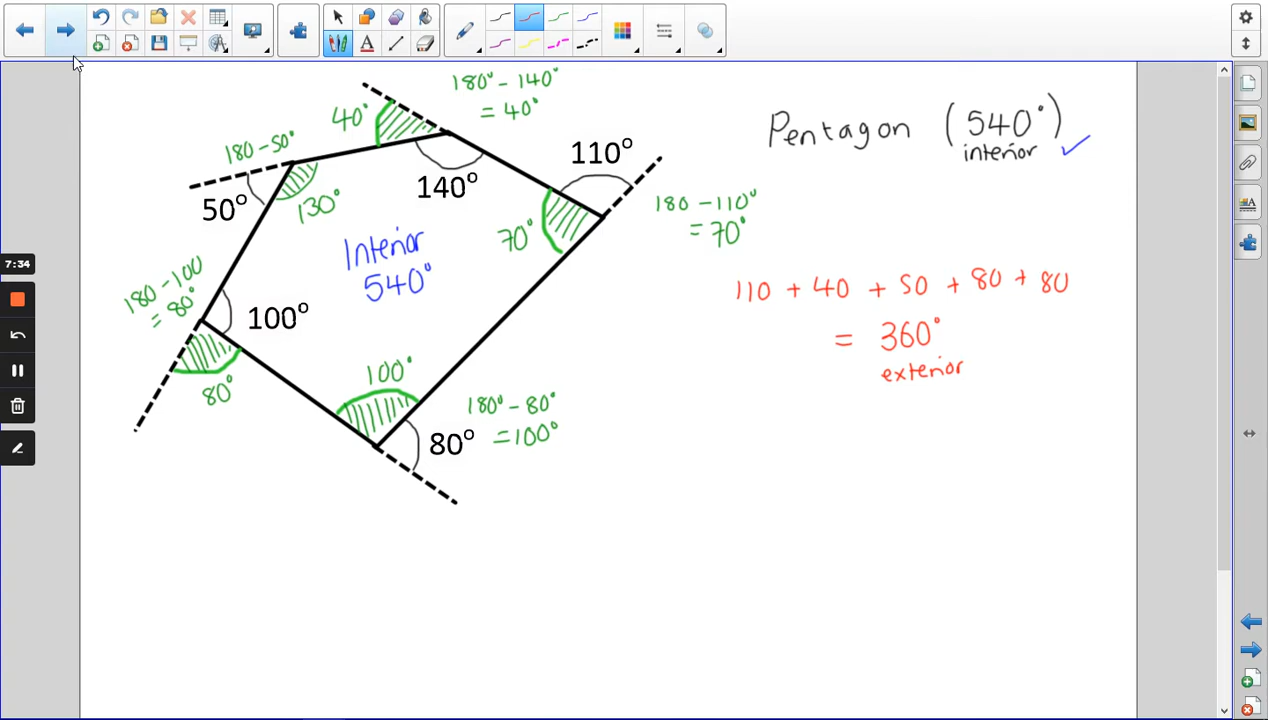 180° - 140°
= 40°
40°
180 - 50°
Pentagon (540°)
interior
110°
140°
50°
130°
180 - 110°
= 70°
70°
Interior
540°
7:34
180 - 100
= 80°
100°
110 + 40 + 50 + 80 + 80
= 360°
exterior
80°
100°
180° - 80°
= 100°
80°